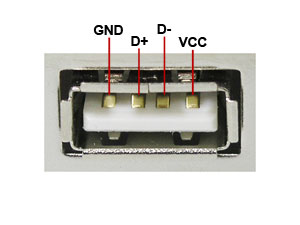 GND D+ D- VCC